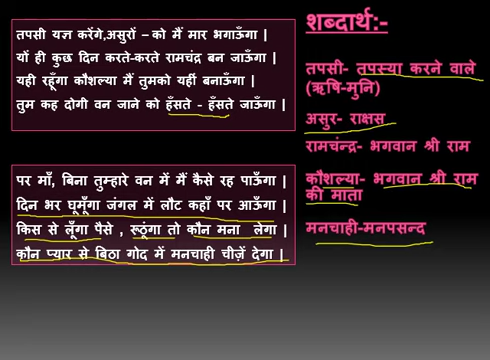 तपसी यज्ञ करेंगे,असुरों – को मैं मार भगाऊँगा |
यों ही कुछ दिन करते-करते रामचंद्र बन जाऊँगा |
यही रहूँगा कौशल्या मैं तुमको यहीं बनाऊँगा |
तुम कह दोगी वन जाने को हँसते - हँसते जाऊँगा |
पर माँ, बिना तुम्हारे वन में मैं कैसे रह पाऊँगा |
दिन भर घूमूँगा जंगल में लौट कहाँ पर आऊँगा |
किस से लूँगा पैसे , रूठूंगा तो कौन मना लेगा |
कौन प्यार से बिठा गोद में मनचाही चीज़ें देगा |
शब्दार्थ:-
तपसी- तपस्या करने वाले
(ऋषि-मुनि)
असुर- राक्षस
रामचंन्द्र- भगवान श्री राम
कौशल्या- भगवान श्री राम
की माता
मनचाही-मनपसन्द